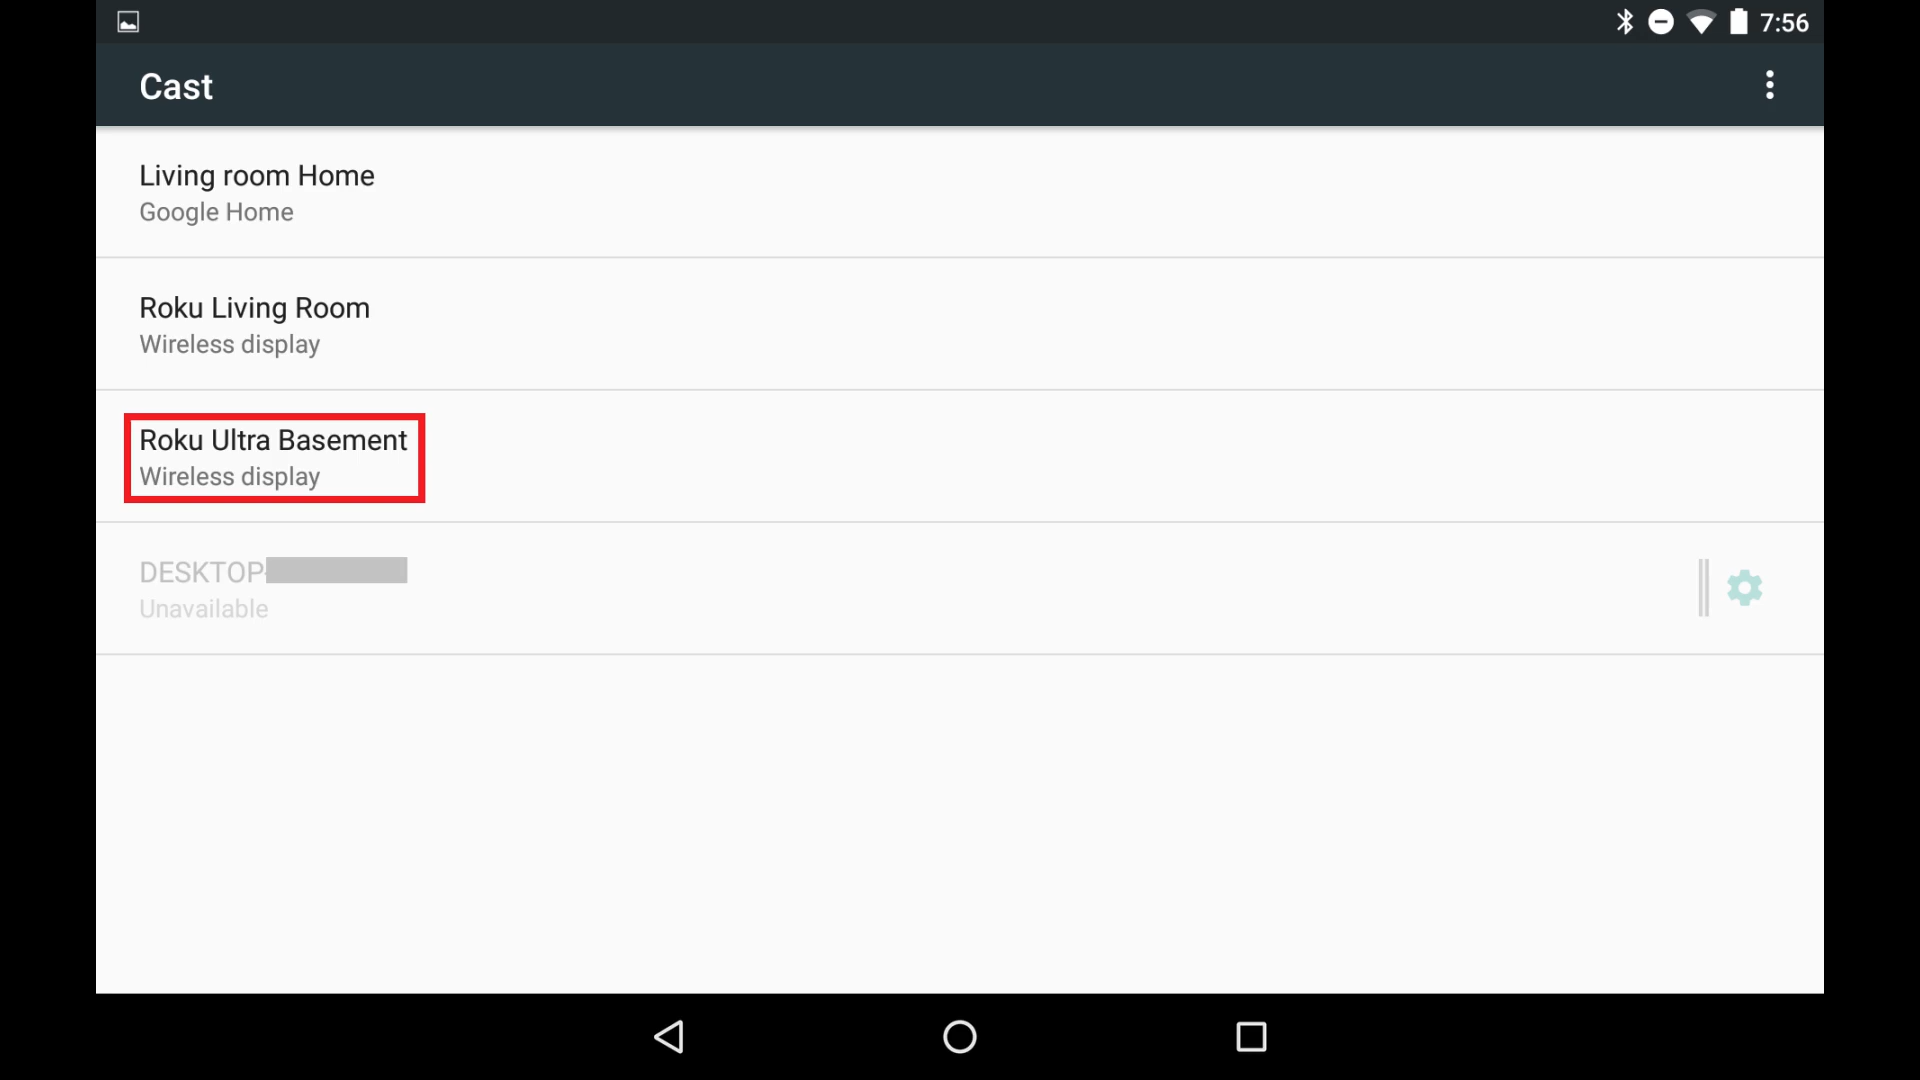 7:56
Cast
Living room Home
Google Home
Roku Living Room
Wireless display
Roku Ultra Basement
Wireless display
DESKTOP-
Unavailable